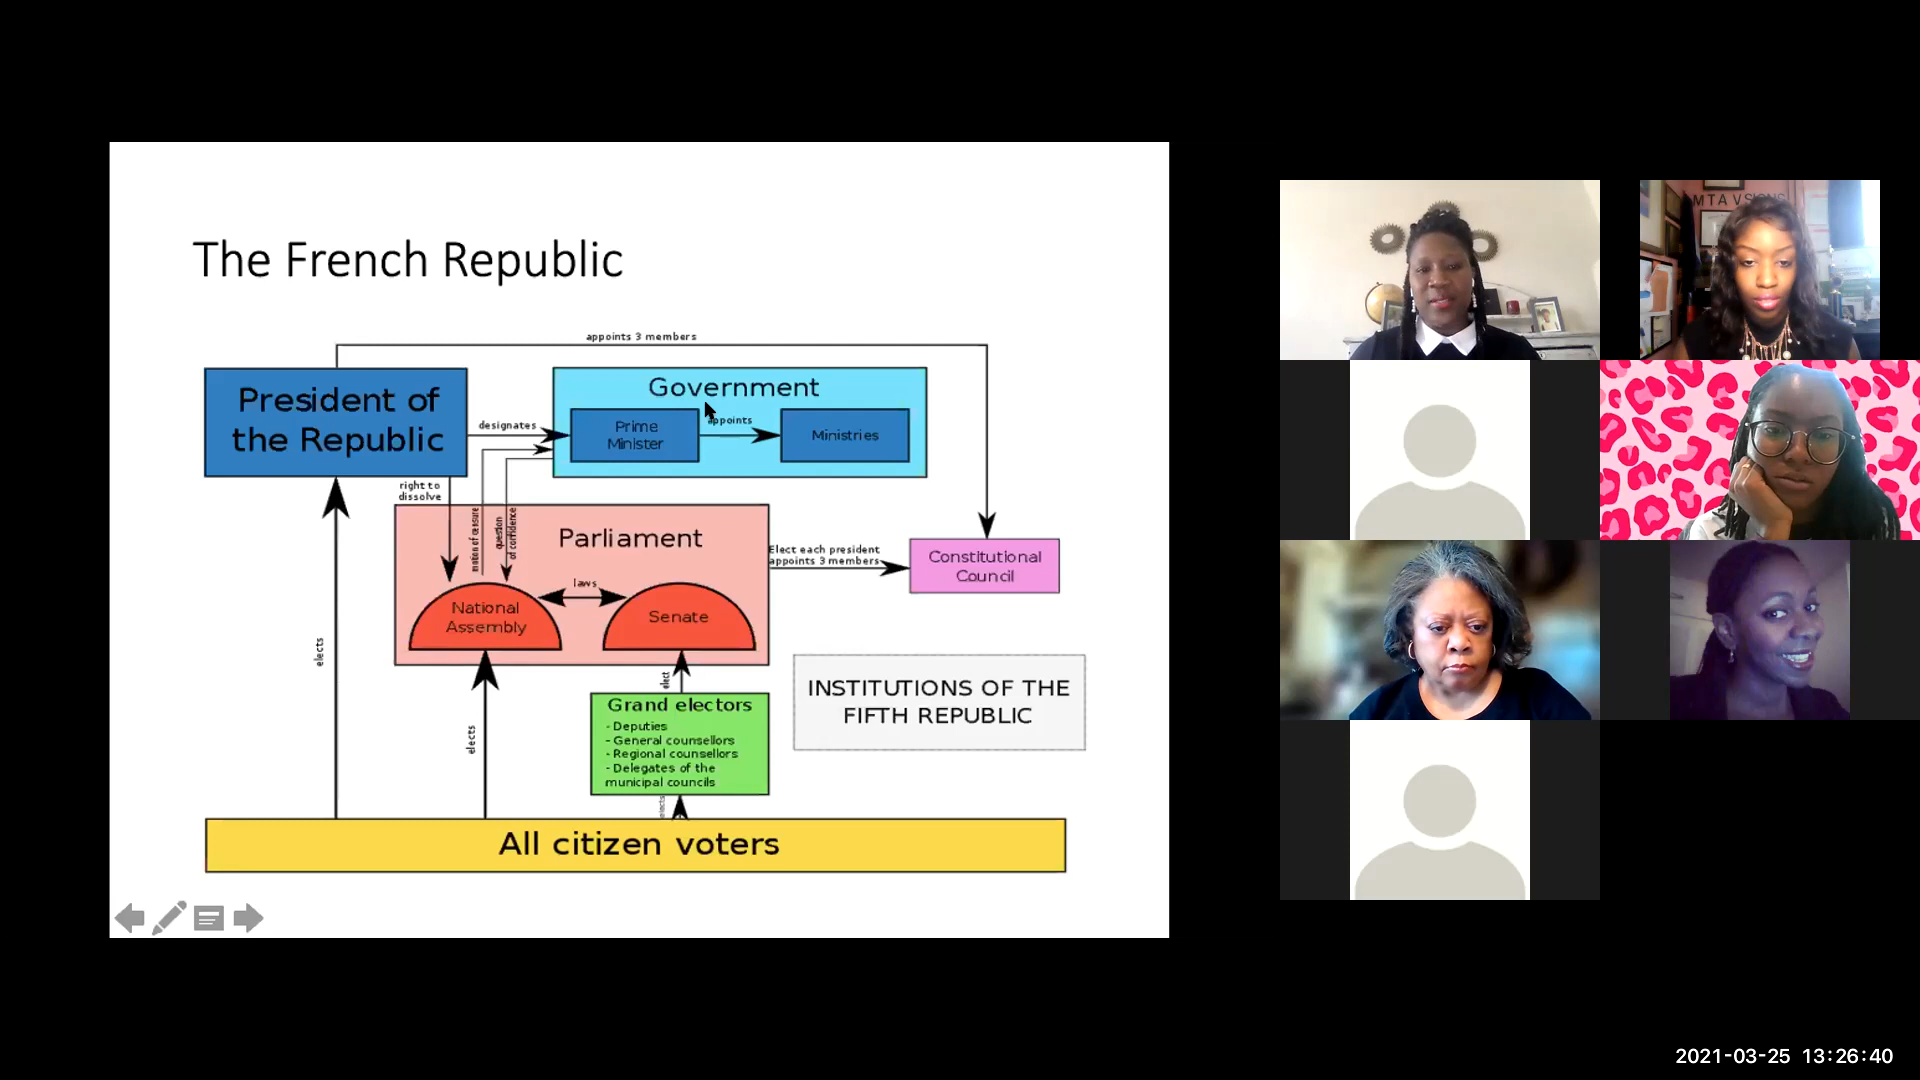 The French Republic
appoints 3 members
President of
the Republic
Government
designates
Prime
Minister
appoints
Ministries
right to
dissolve
motion of censure
question
of confidence
Parliament
Elect each president
appoints 3 members
Constitutional
Council
laws
National
Assembly
Senate
elects
elects
elect
INSTITUTIONS OF THE
FIFTH REPUBLIC
Grand electors
- Deputies
- General counsellors
- Regional counsellors
- Delegates of the
municipal councils
elects
All citizen voters
2021-03-25 13:26:40